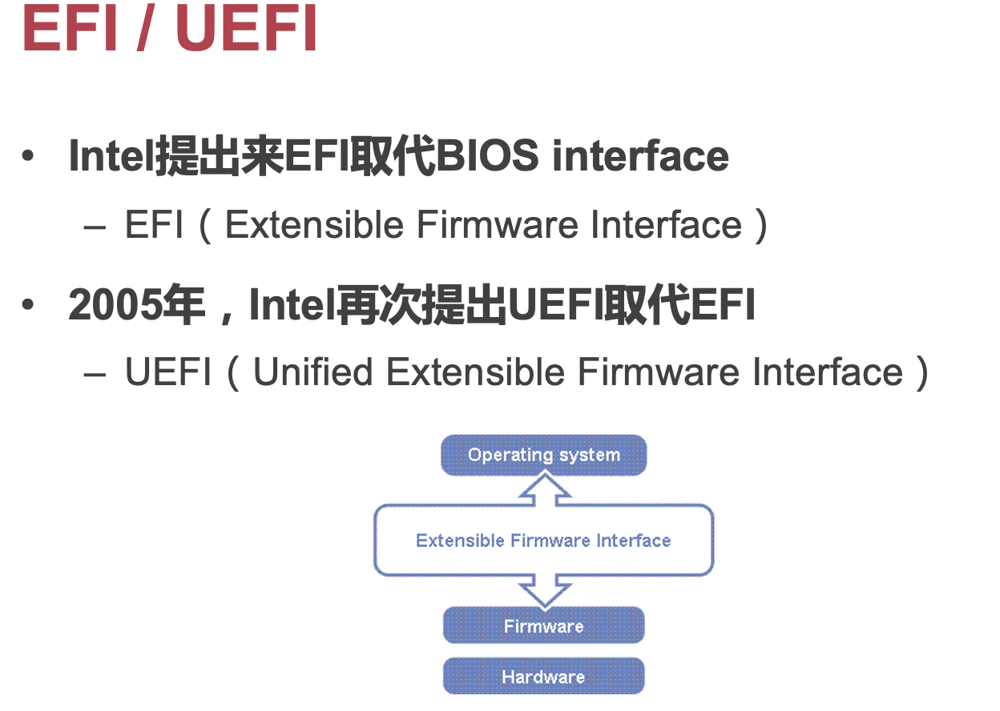 EFI / UEFI
• Intel提出来EFI取代BIOS interface
– EFI（Extensible Firmware Interface）
• 2005年，Intel再次提出UEFI取代EFI
– UEFI（Unified Extensible Firmware Interface）
Operating system
Extensible Firmware Interface
Firmware
Hardware